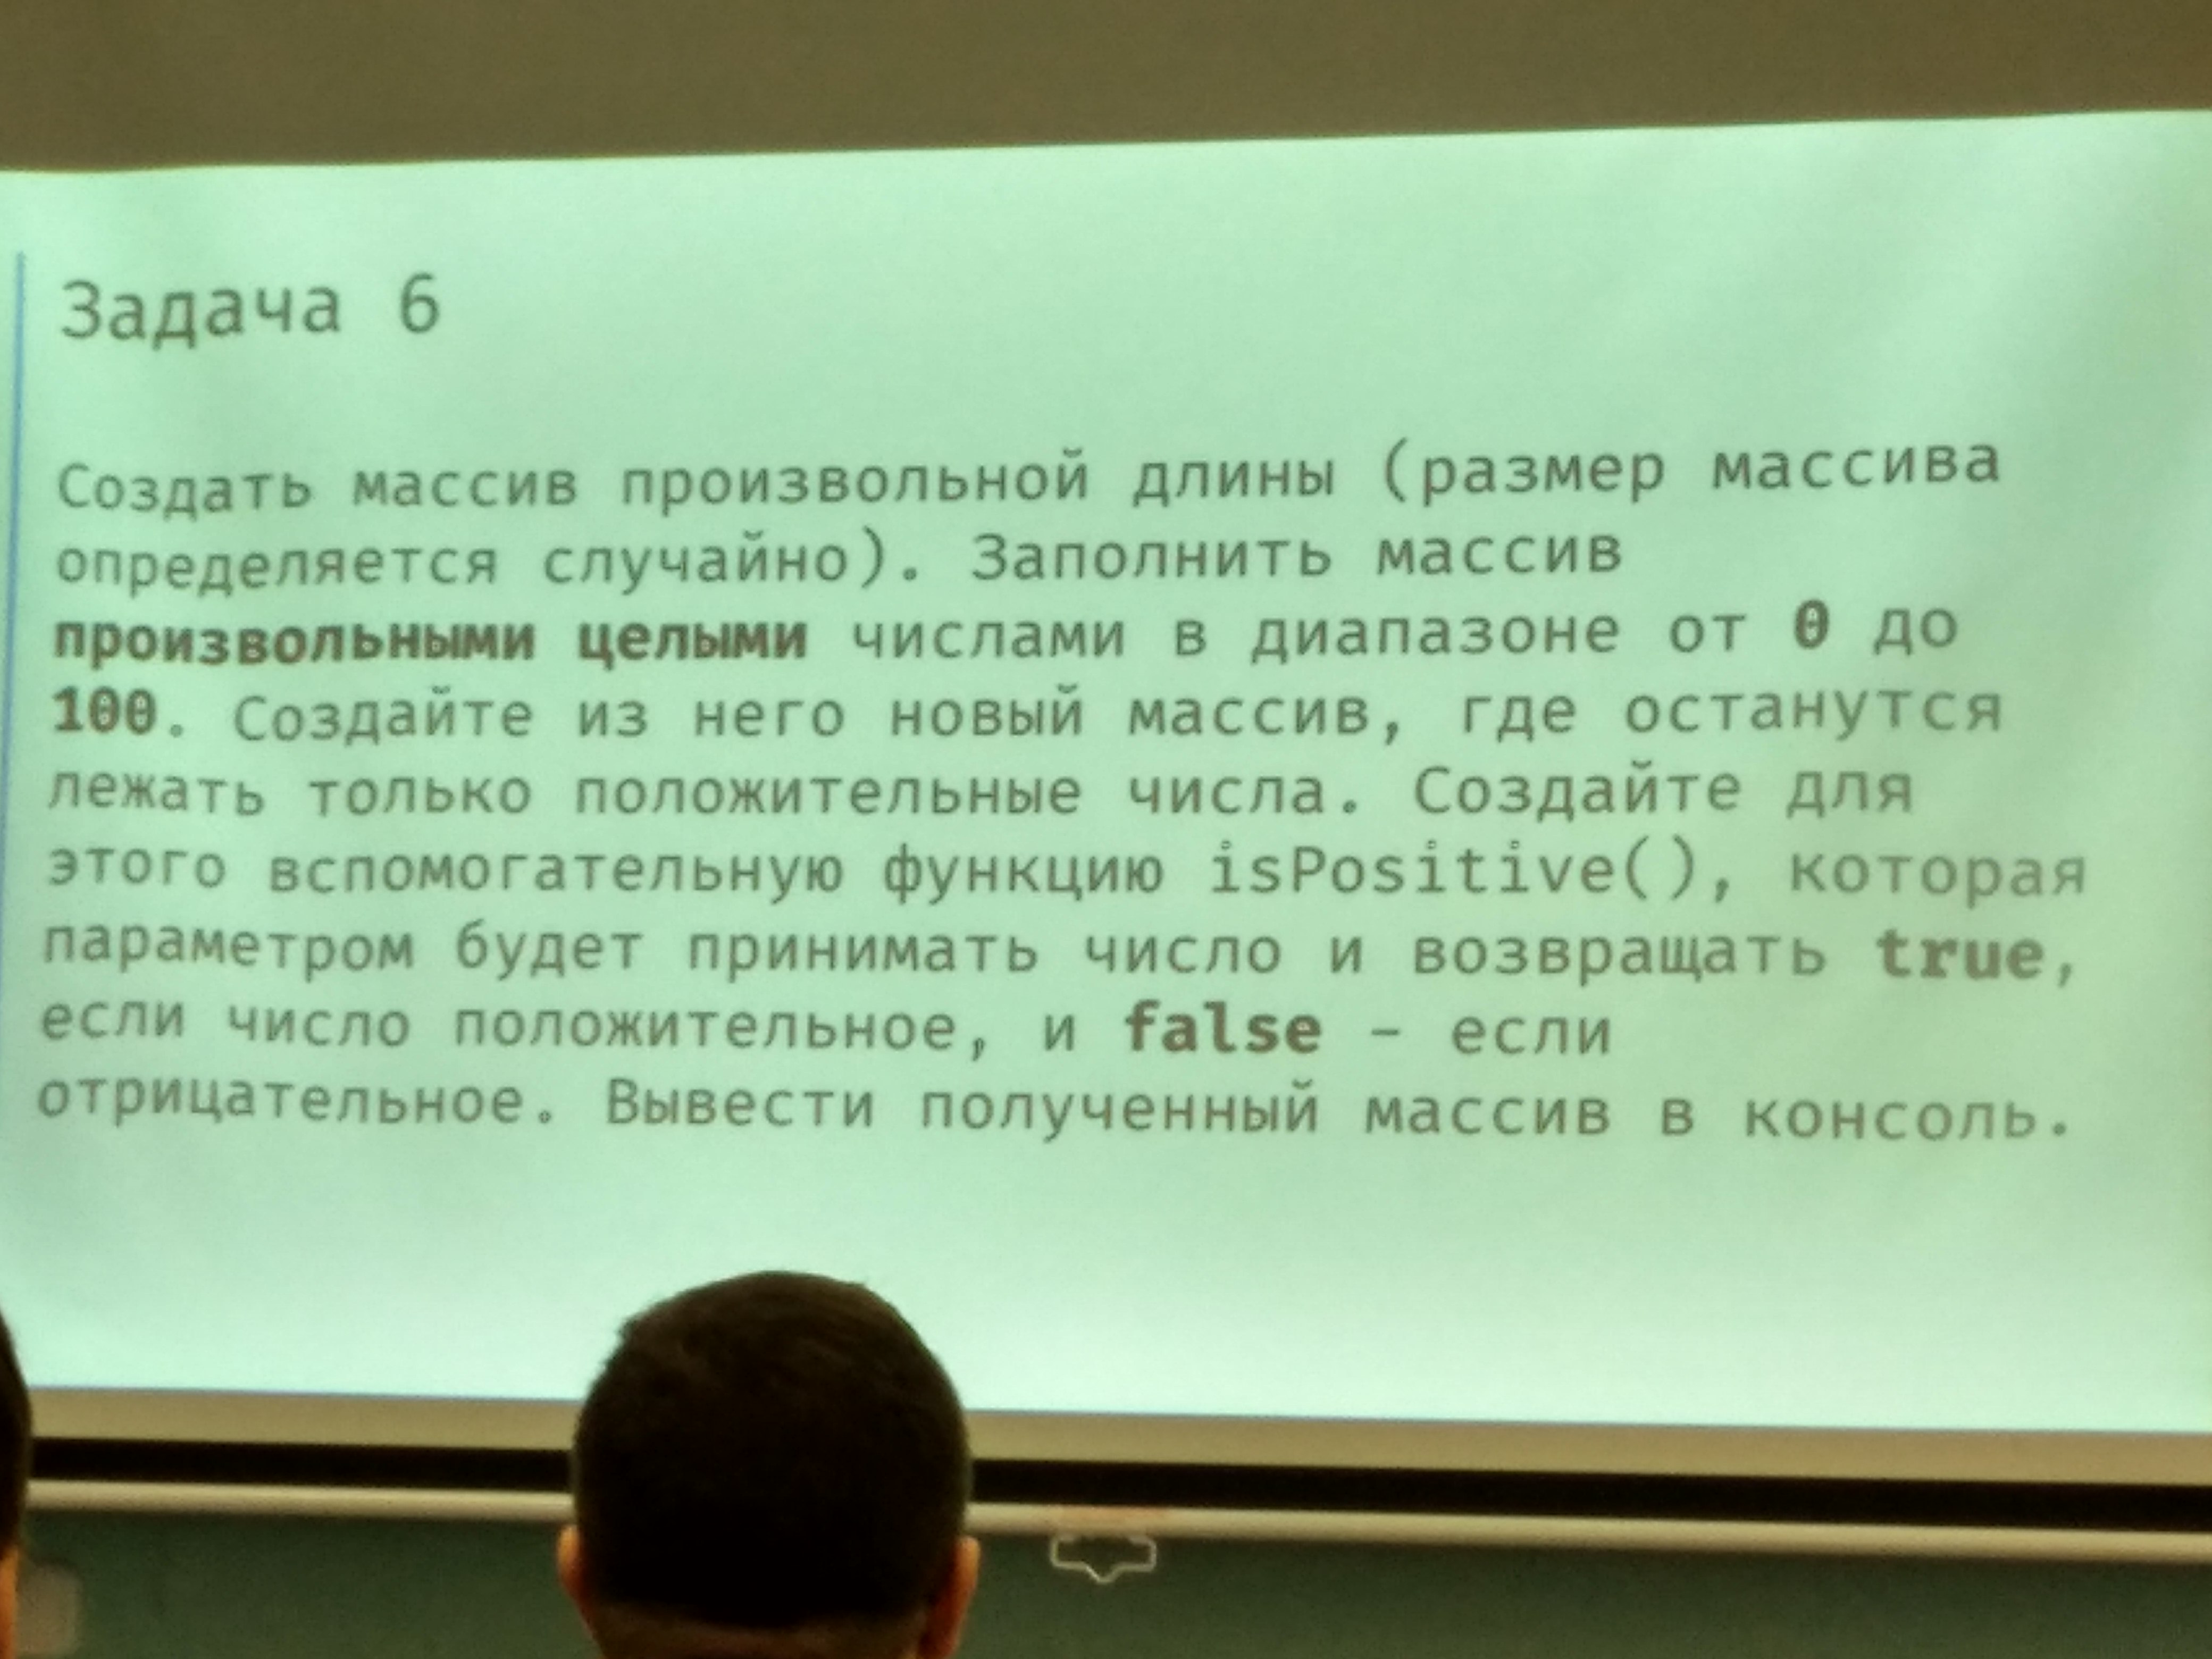 Задача 6
Создать массив произвольной длины (размер массива
определяется случайно). Заполнить массив
произвольными целыми числами в диапазоне от 0 до
100. Создайте из него новый массив, где останутся
лежать только положительные числа. Создайте для
этого вспомогательную функцию isPositive(), которая
параметром будет принимать число и возвращать true,
если число положительное, и false - если
отрицательное. Вывести полученный массив в консоль.